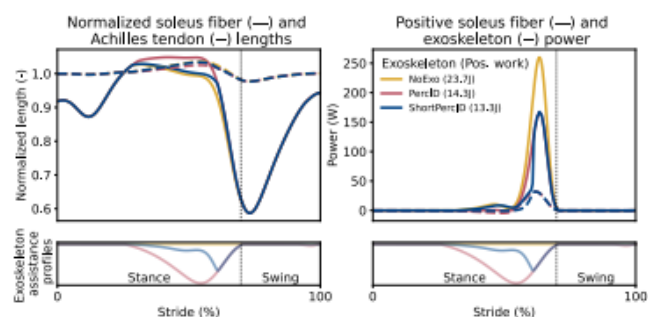 Normalized soleus fiber (—) and
Achilles tendon (--) lengths
Normalized length (-)
1.0
0.9
0.8
0.7
0.6
Exoskeleton
assistance
profiles
Stance
Swing
0
100
Stride (%)
Positive soleus fiber (—) and
exoskeleton (--) power
Power (W)
250
200
150
100
50
0
Exoskeleton (Pos. work)
NoExo (23.7J)
PercID (14.3J)
ShortPercID (13.3J)
Stance
Swing
0
100
Stride (%)